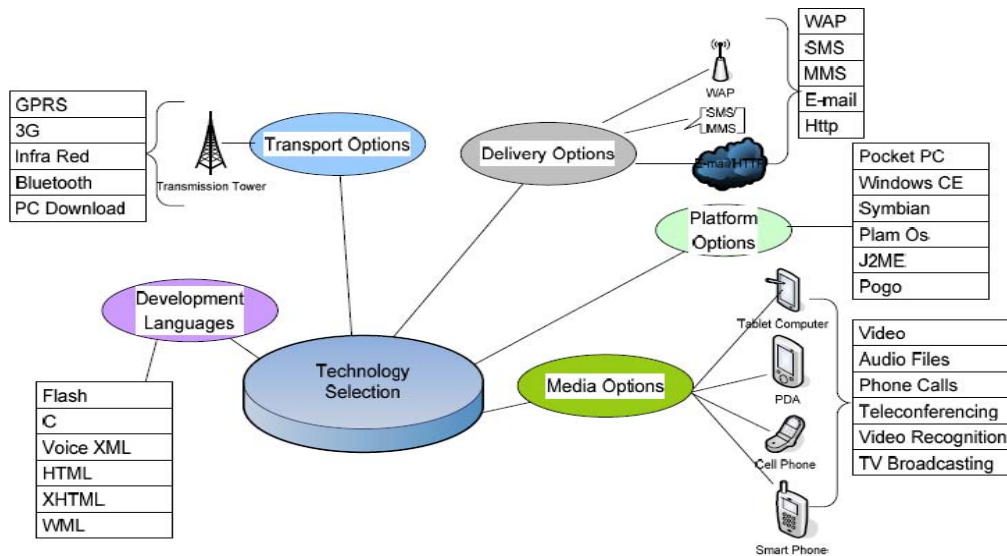 WAP
SMS
MMS
E-mail
Http
WAP
SMS/
MMS
E-mail/HTTP
Delivery Options
GPRS
3G
Infra Red
Bluetooth
PC Download
Transmission Tower
Transport Options
Pocket PC
Windows CE
Symbian
Plam Os
J2ME
Pogo
Platform
Options
Development
Languages
Flash
C
Voice XML
HTML
XHTML
WML
Technology
Selection
Media Options
Tablet Computer
PDA
Cell Phone
Smart Phone
Video
Audio Files
Phone Calls
Teleconferencing
Video Recognition
TV Broadcasting